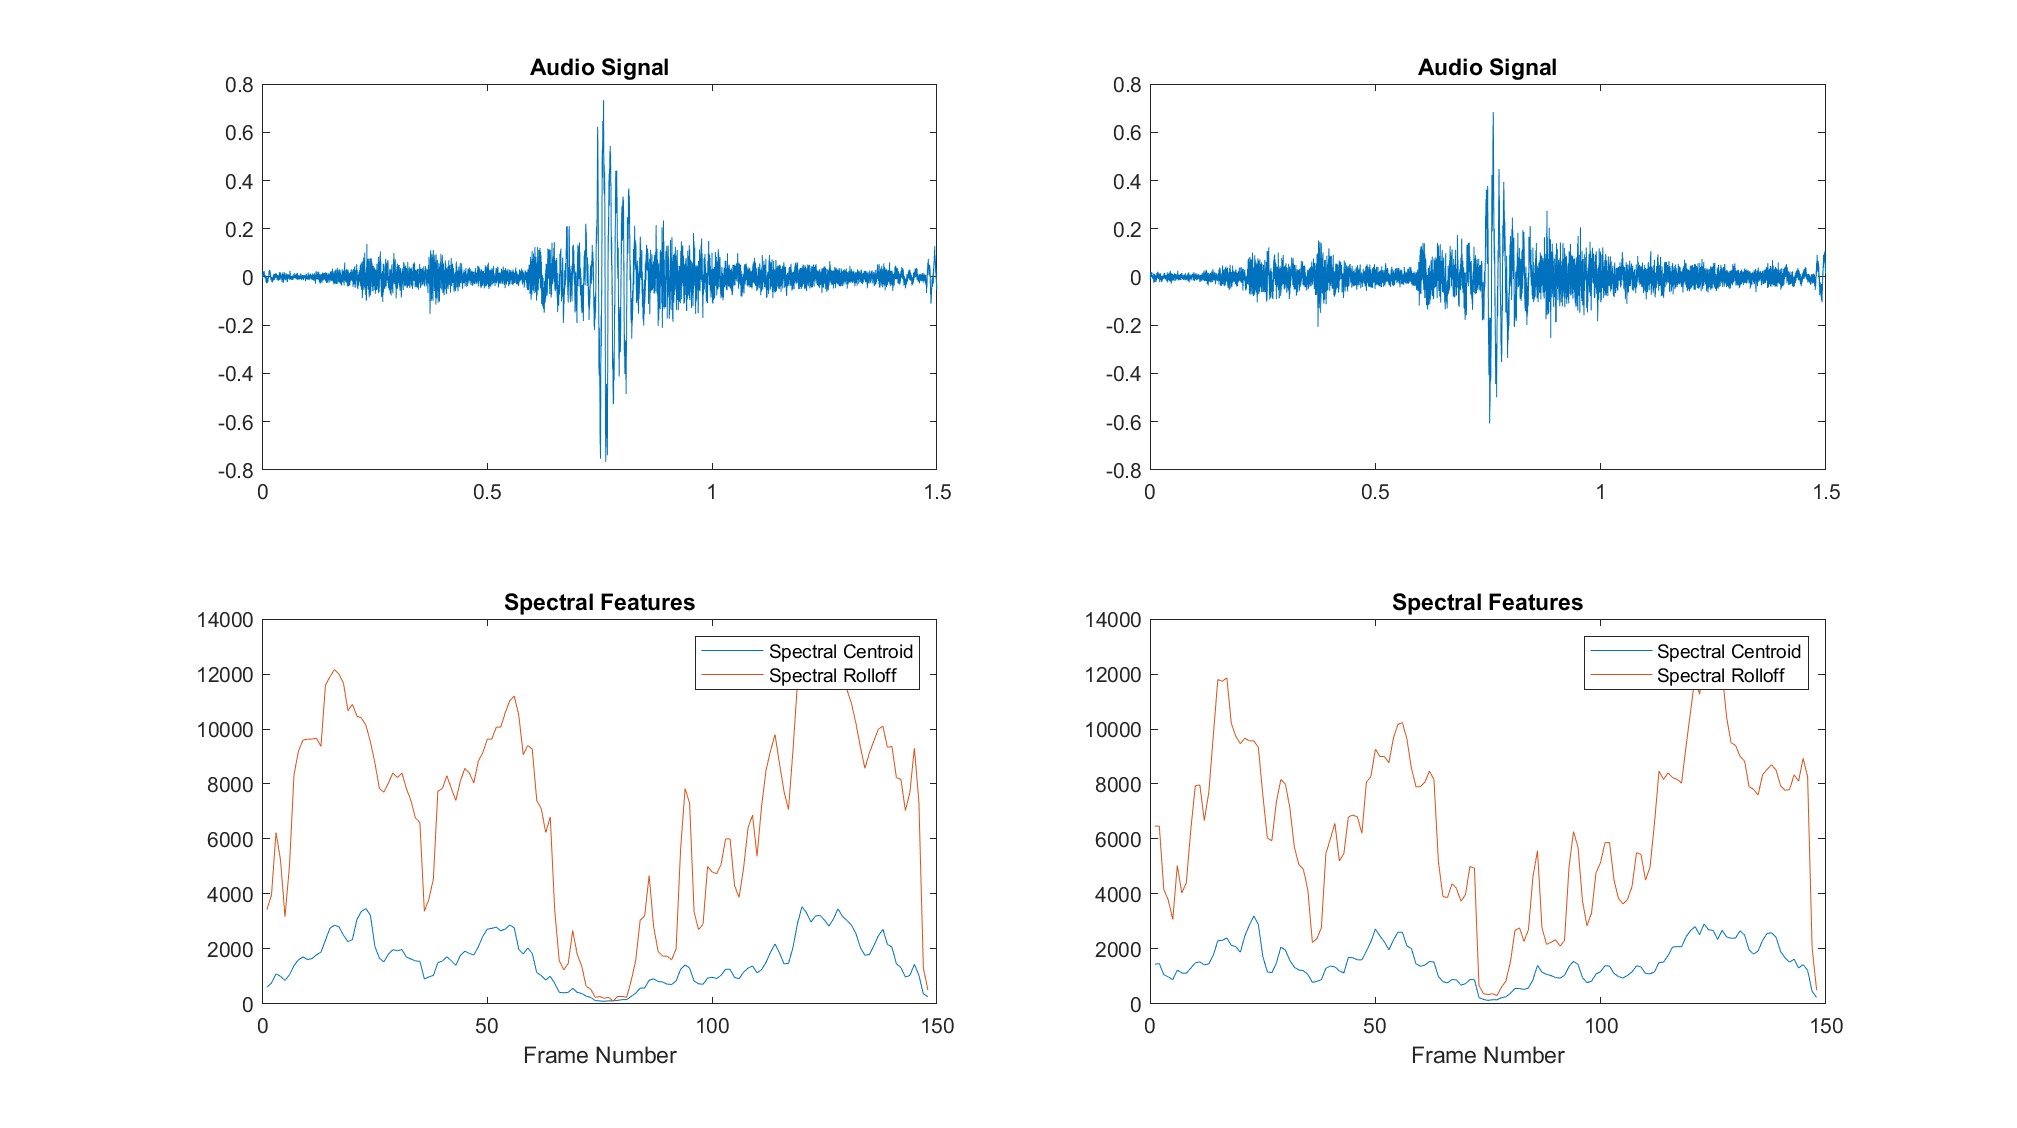 Audio Signal
0.8
0.6
0.4
0.2
0
-0.2
-0.4
-0.6
-0.8
0 0.5 1 1.5
Audio Signal
0.8
0.6
0.4
0.2
0
-0.2
-0.4
-0.6
-0.8
0 0.5 1 1.5
Spectral Features
14000
12000
10000
8000
6000
4000
2000
0
Spectral Centroid
Spectral Rolloff
0 50 100 150
Frame Number
Spectral Features
14000
12000
10000
8000
6000
4000
2000
0
Spectral Centroid
Spectral Rolloff
0 50 100 150
Frame Number